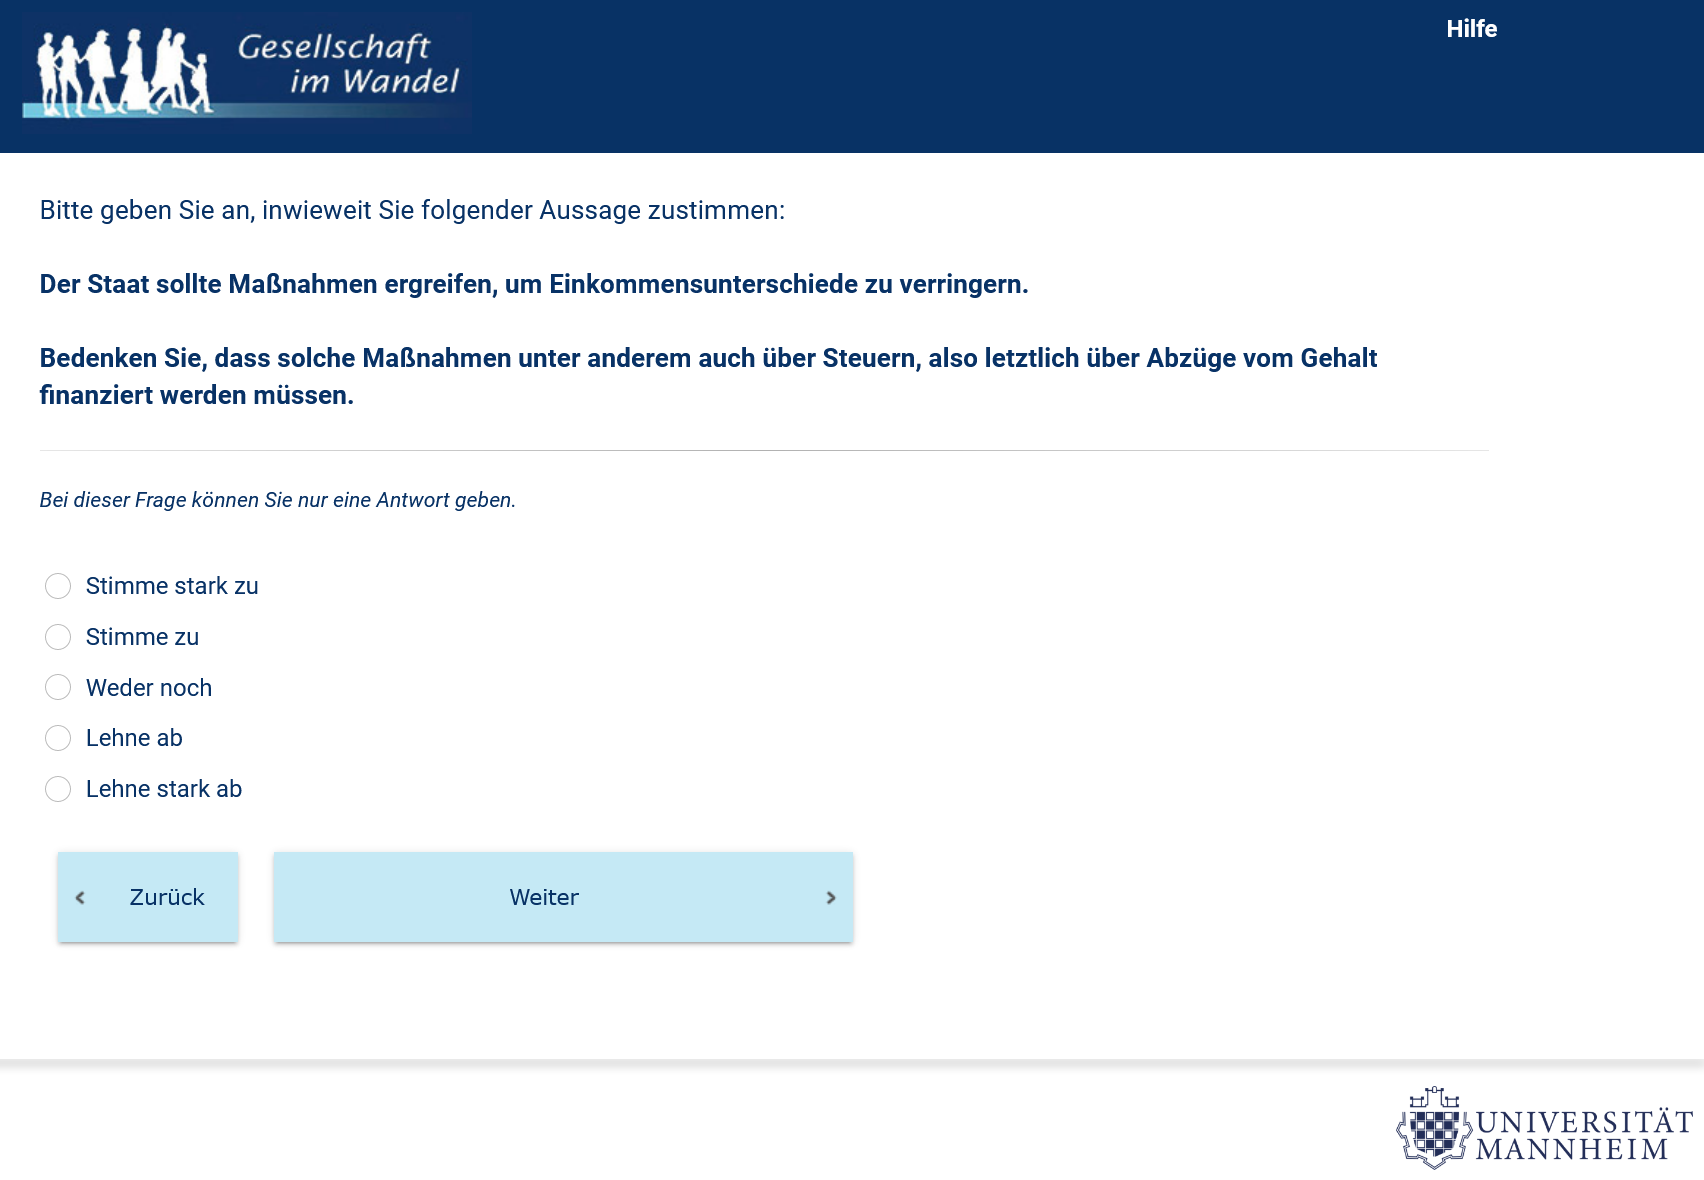 Gesellschaft
im Wandel
Hilfe
Bitte geben Sie an, inwieweit Sie folgender Aussage zustimmen:
Der Staat sollte Maßnahmen ergreifen, um Einkommensunterschiede zu verringern.
Bedenken Sie, dass solche Maßnahmen unter anderem auch über Steuern, also letztlich über Abzüge vom Gehalt
finanziert werden müssen.
Bei dieser Frage können Sie nur eine Antwort geben.
Stimme stark zu
Stimme zu
Weder noch
Lehne ab
Lehne stark ab
Zurück
Weiter
UNIVERSITÄT
MANNHEIM